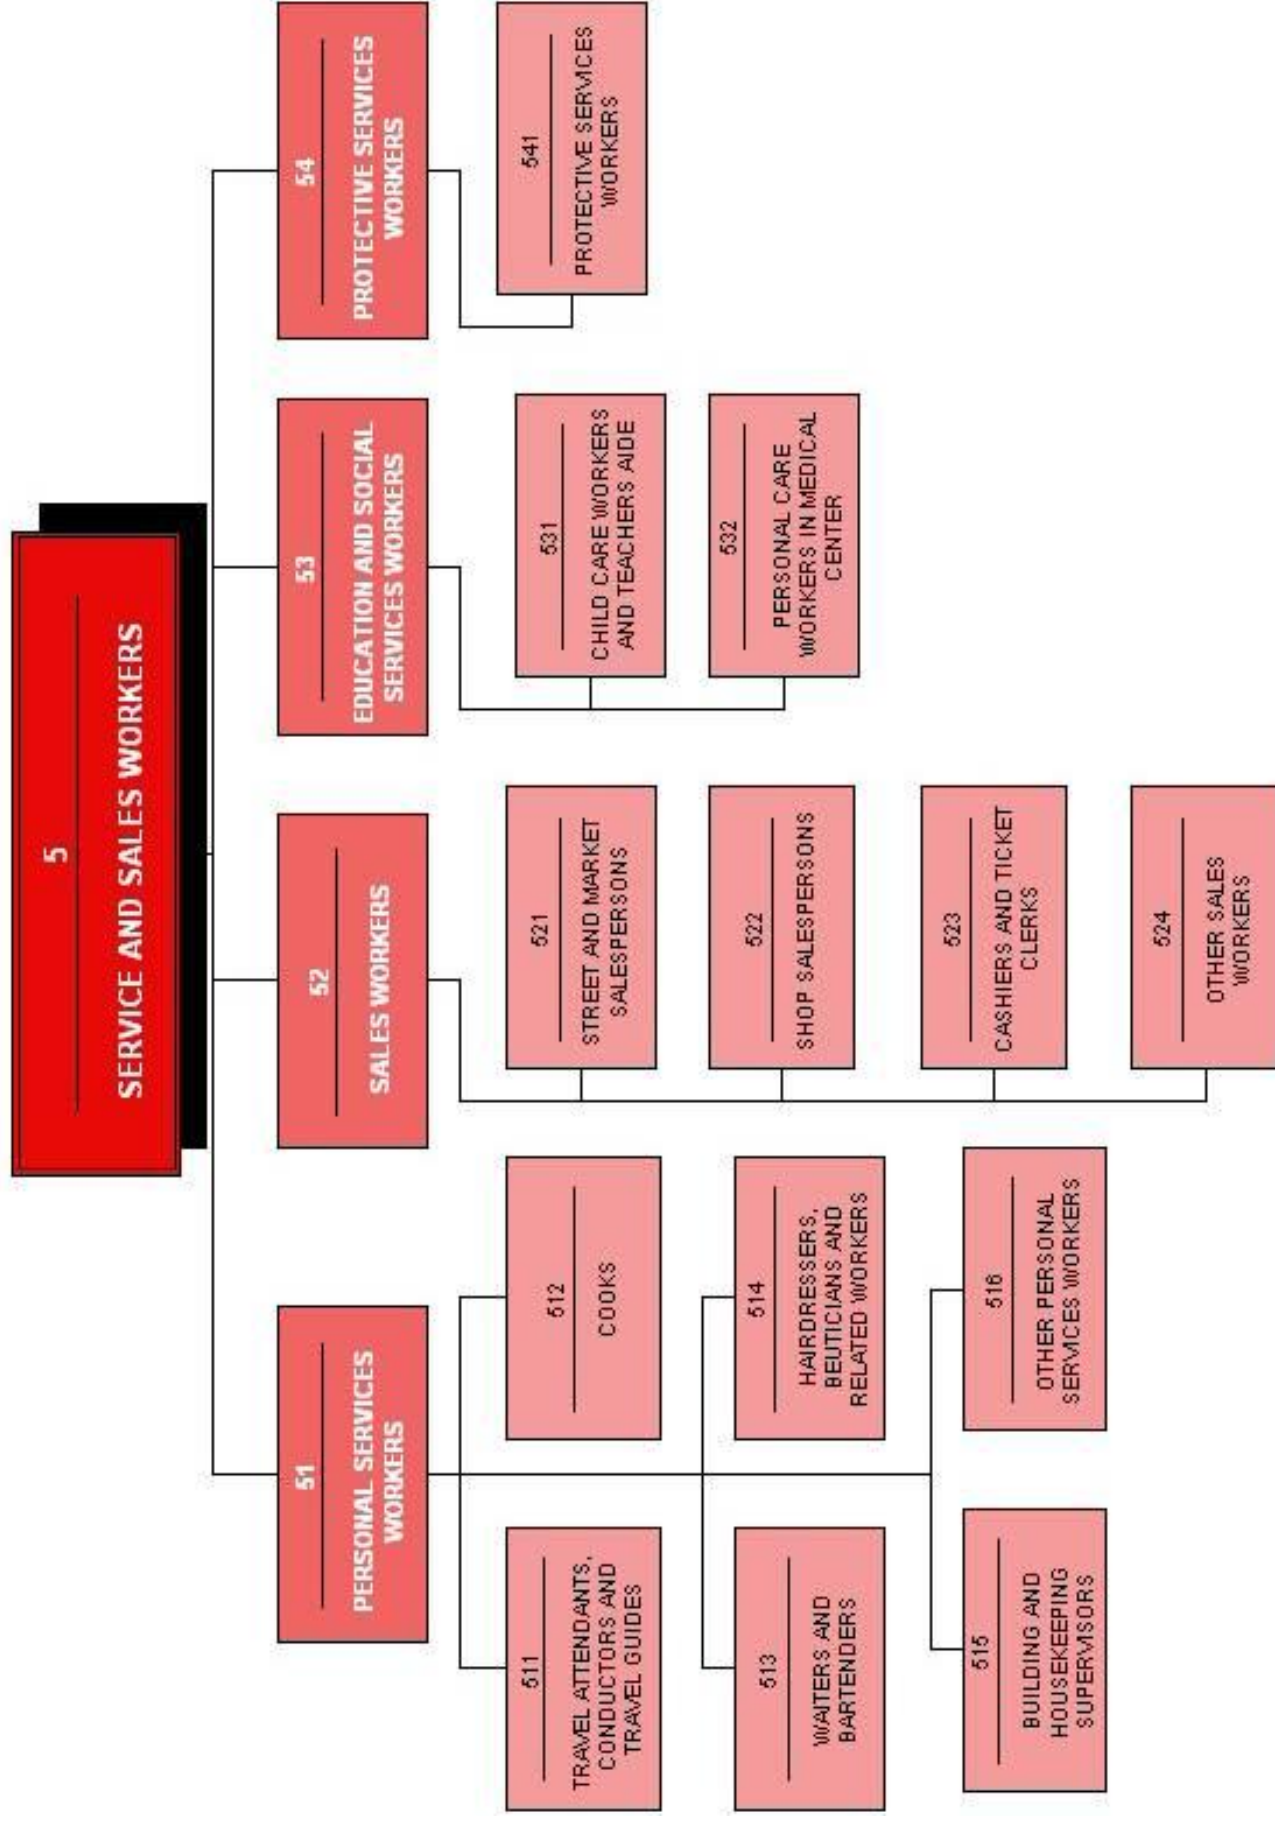 5
SERVICE AND SALES WORKERS
51
PERSONAL SERVICES
WORKERS
52
SALES WORKERS
53
EDUCATION AND SOCIAL
SERVICES WORKERS
54
PROTECTIVE SERVICES
WORKERS
511
TRAVEL ATTENDANTS,
CONDUCTORS AND
TRAVEL GUIDES
512
COOKS
513
WAITERS AND
BARTENDERS
514
HAIRDRESSERS,
BEUTICIANS AND
RELATED WORKERS
515
BUILDING AND
HOUSEKEEPING
SUPERVISORS
516
OTHER PERSONAL
SERVICES WORKERS
521
STREET AND MARKET
SALESPERSONS
522
SHOP SALESPERSONS
523
CASHIERS AND TICKET
CLERKS
524
OTHER SALES
WORKERS
531
CHILD CARE WORKERS
AND TEACHERS AIDE
532
PERSONAL CARE
WORKERS IN MEDICAL
CENTER
541
PROTECTIVE SERVICES
WORKERS